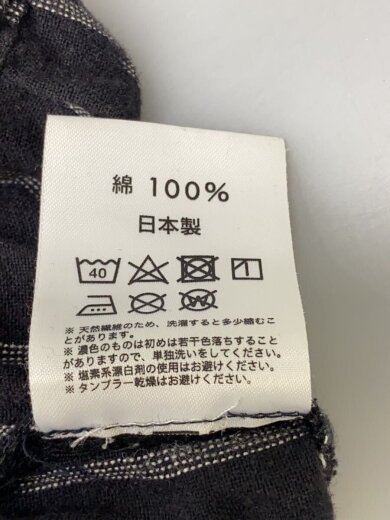 綿 100%
日本製
40
※ 天然繊維のため、洗濯すると多少縮むこ
とがあります。
※ 濃色のものは初めは若干色落ちすること
がありますので、単独洗いをしてください。
※ 塩素系漂白剤の使用はお避けください。
※ タンブラー乾燥はお避けください。